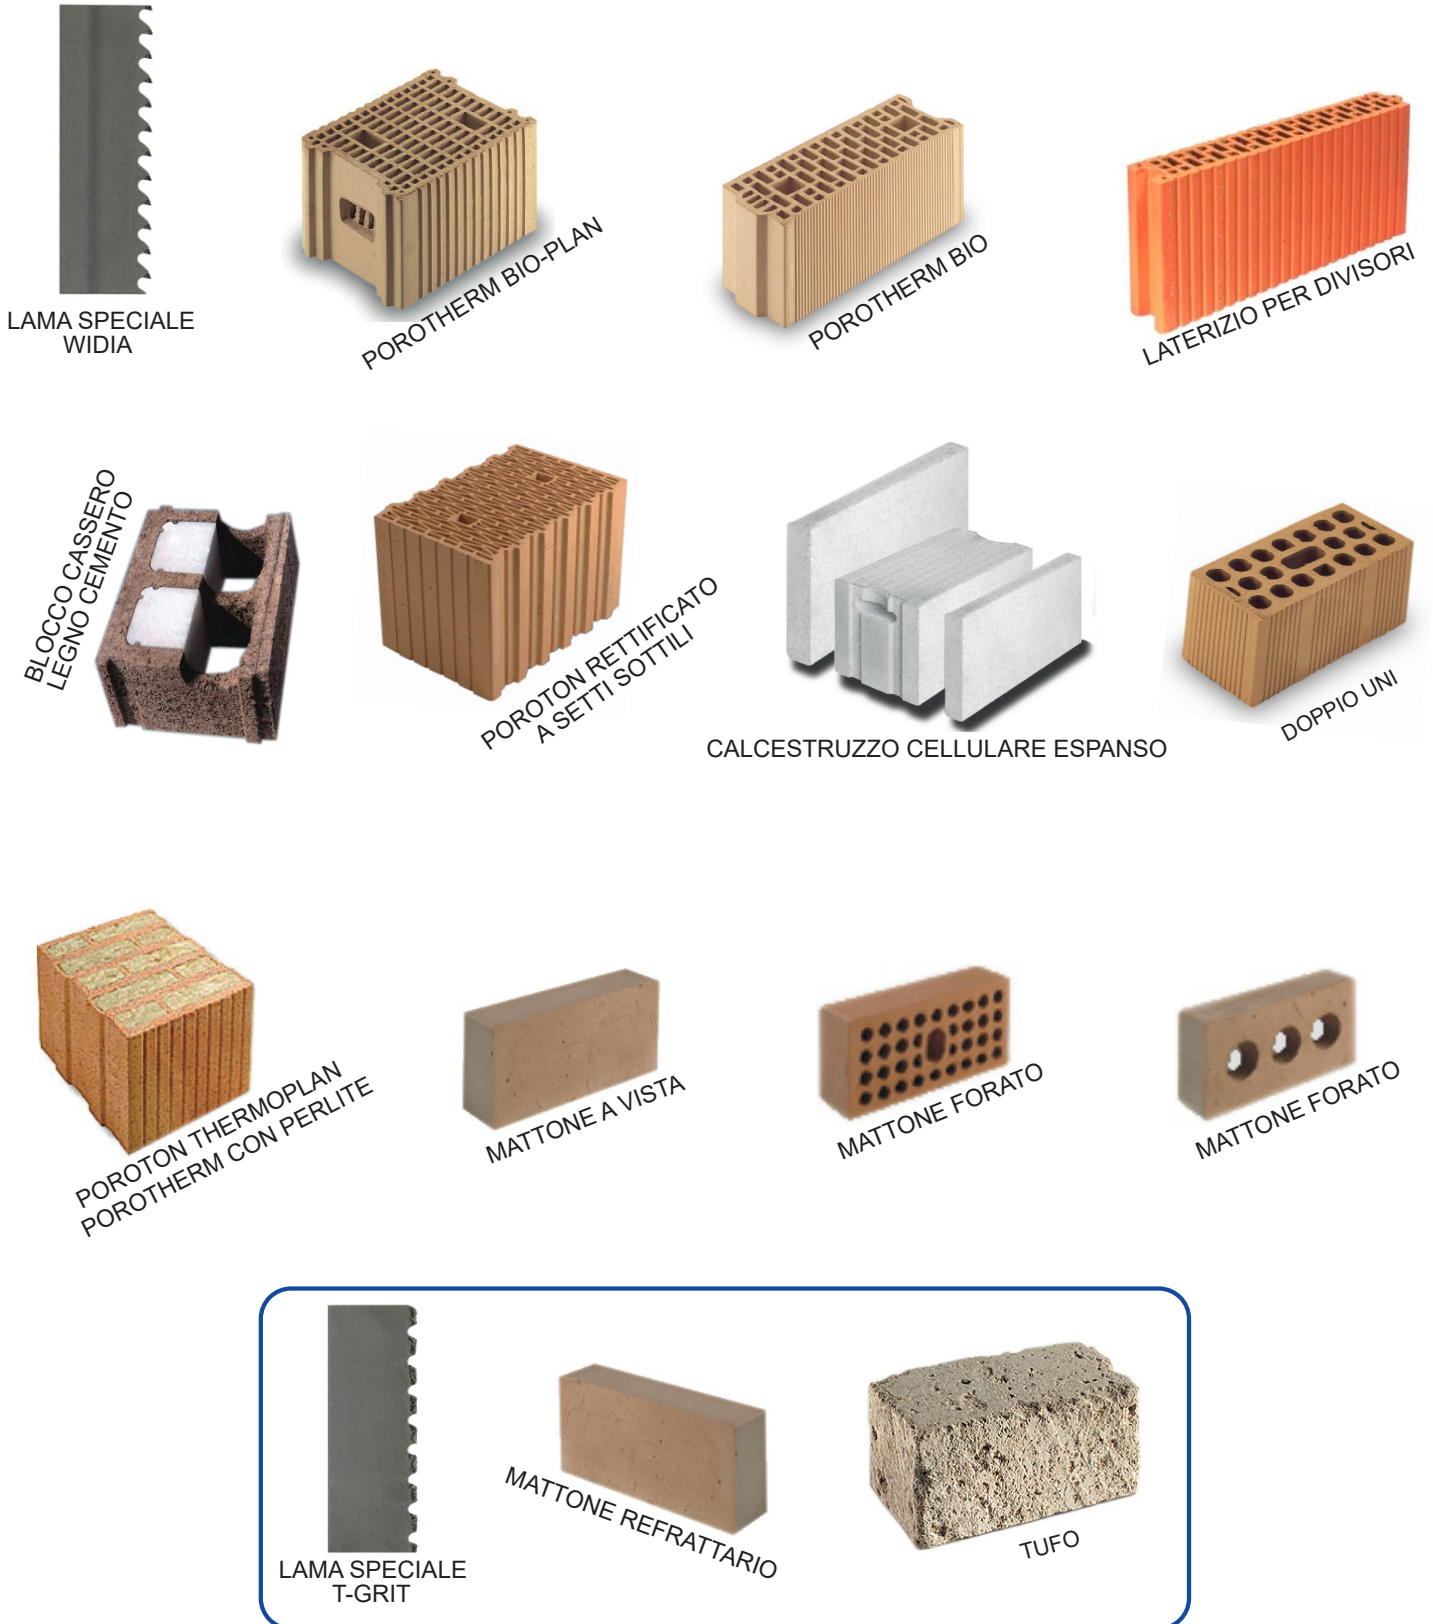 LAMA SPECIALE
WIDIA
POROTHERM BIO-PLAN
POROTHERM BIO
LATERIZIO PER DIVISORI
BLOCCO CASSERO
LEGNO CEMENTO
POROTON RETTIFICATO
A SETTI SOTTILI
CALCESTRUZZO CELLULARE ESPANSO
DOPPIO UNI
POROTON THERMOPLAN
POROTHERM CON PERLITE
MATTONE A VISTA
MATTONE FORATO
MATTONE FORATO
LAMA SPECIALE
T-GRIT
MATTONE REFRATTARIO
TUFO